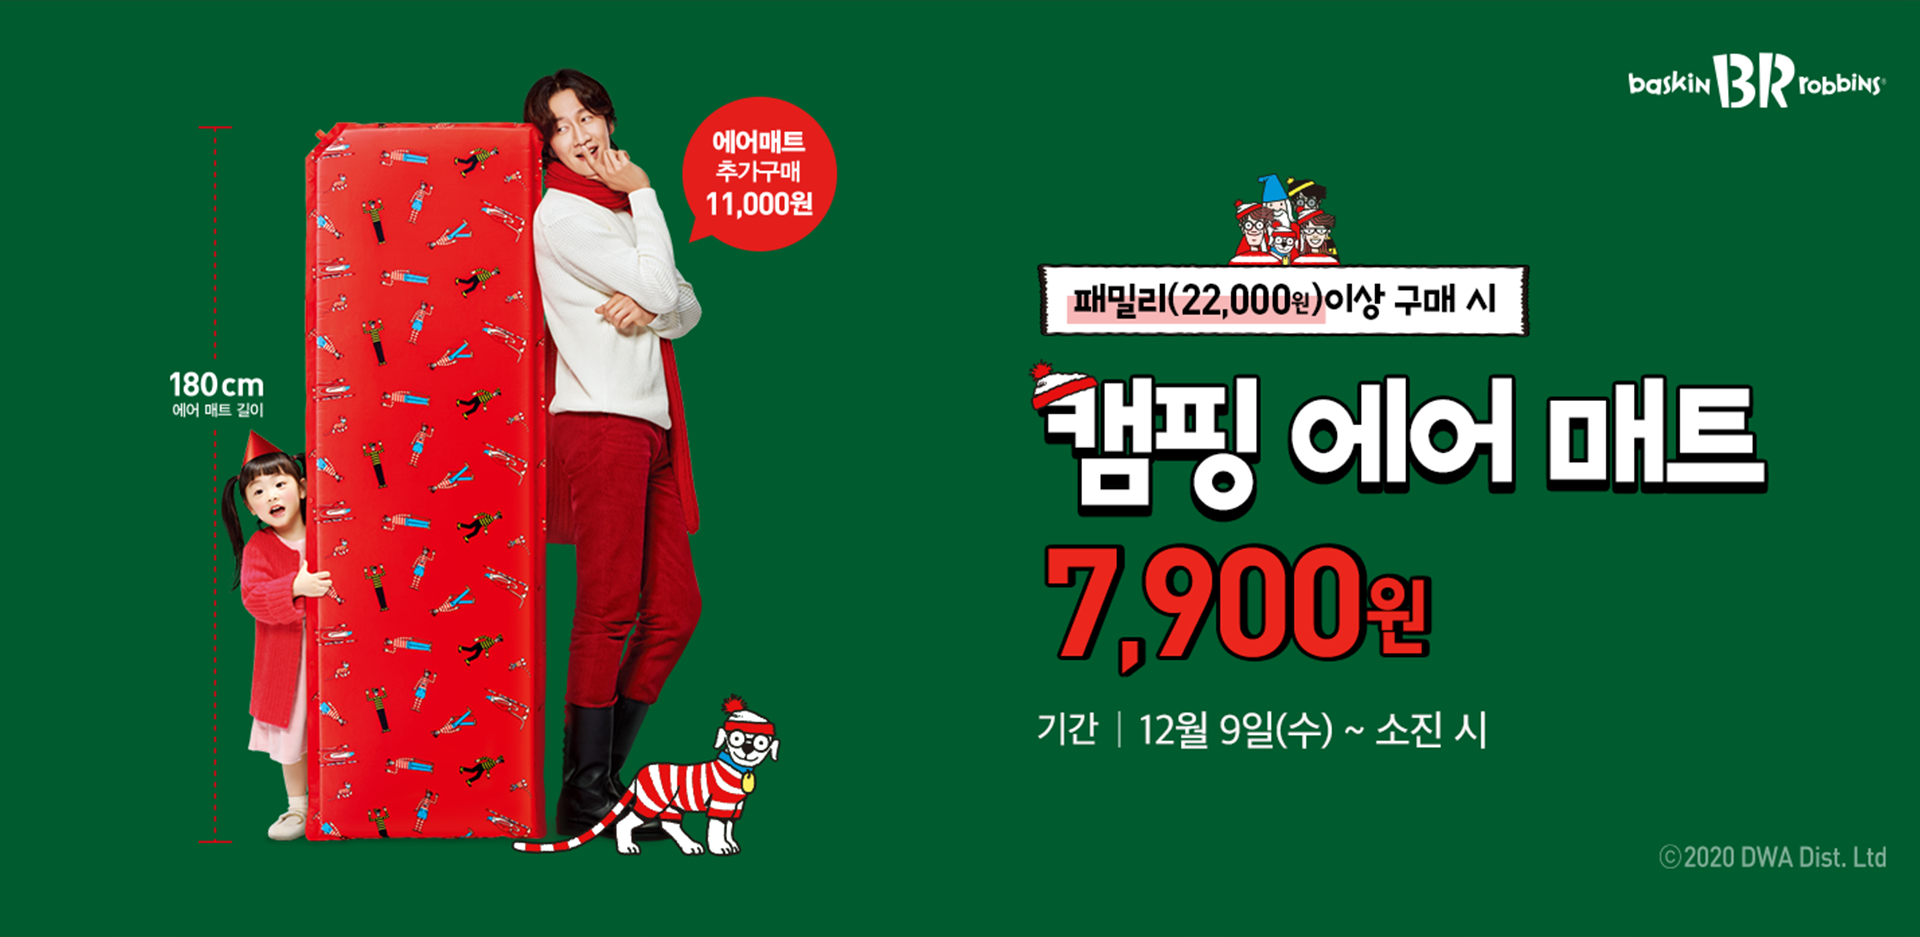 baskin BR robbins
에어매트
추가구매
11,000원
180cm
에어 매트 길이
패밀리(22,000원)이상 구매 시
캠핑 에어 매트
7,900원
기간 | 12월 9일(수) ~ 소진 시
ⓒ2020 DWA Dist. Ltd